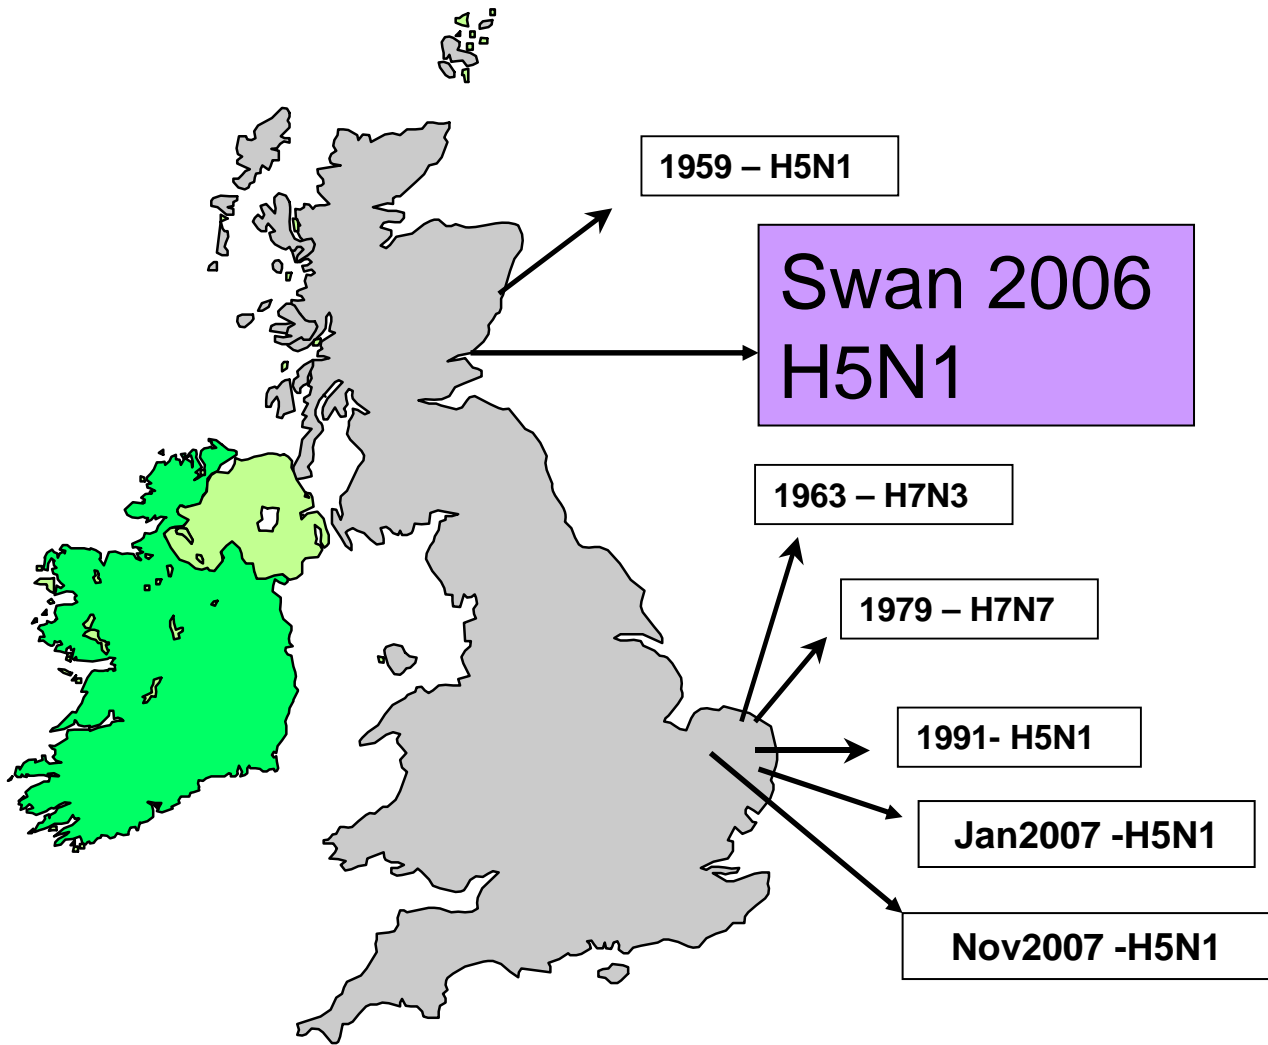 1959 – H5N1
Swan 2006
H5N1
1963 – H7N3
1979 – H7N7
1991- H5N1
Jan2007 -H5N1
Nov2007 -H5N1